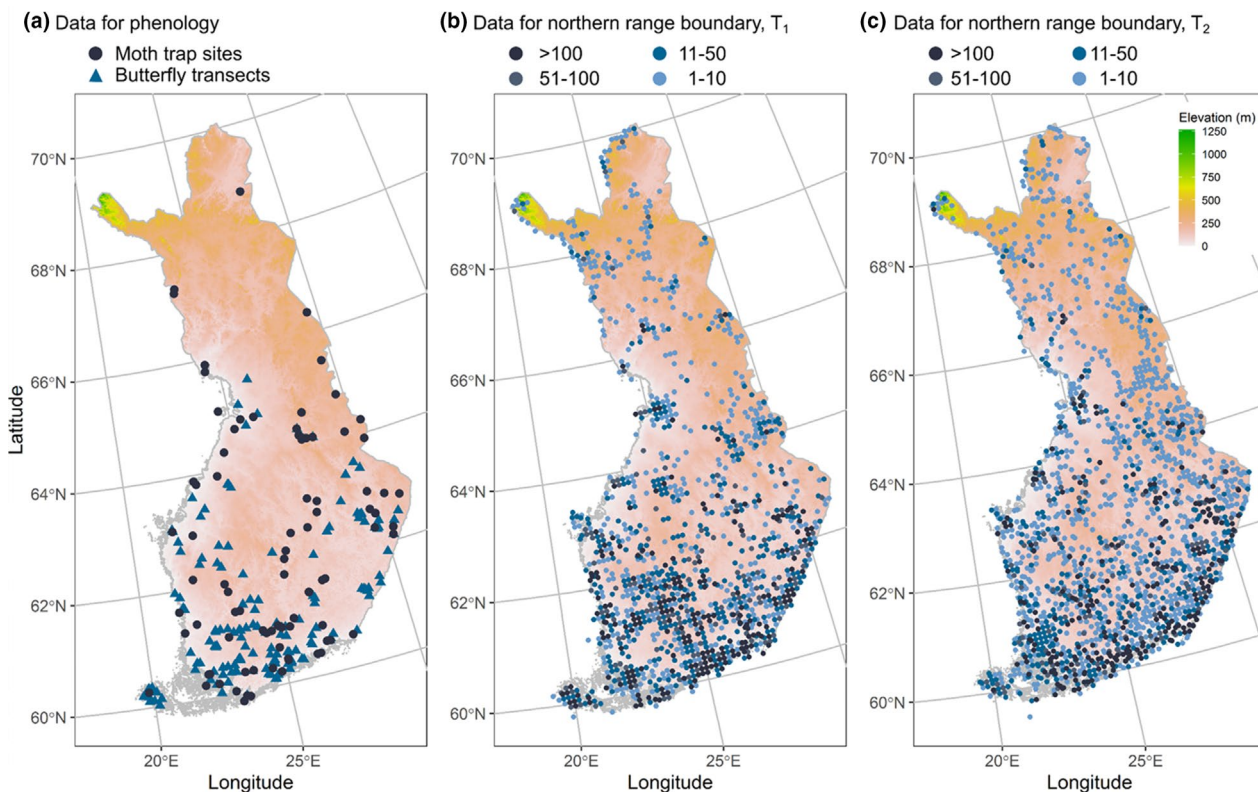 (a) Data for phenology
Moth trap sites
Butterfly transects
70°N
68°N
66°N
64°N
62°N
60°N
Latitude
20°E 25°E
Longitude
(b) Data for northern range boundary, T1
>100 11-50
51-100 1-10
70°N
68°N
66°N
64°N
62°N
60°N
20°E 25°E
Longitude
(c) Data for northern range boundary, T2
>100 11-50
51-100 1-10
Elevation (m)
1250
1000
750
500
250
0
70°N
68°N
66°N
64°N
62°N
60°N
20°E 25°E
Longitude